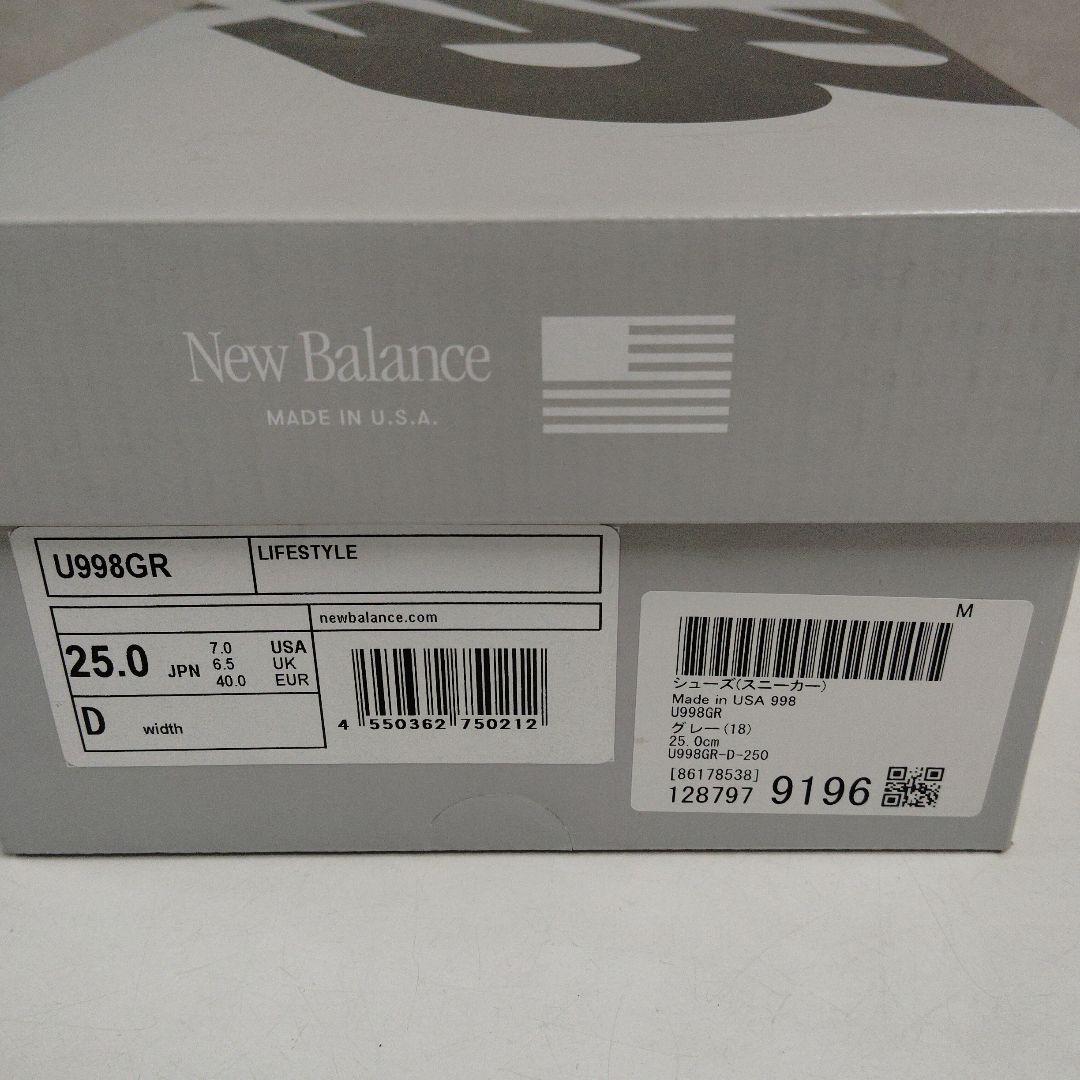 New Balance
MADE IN U.S.A.
U998GR
LIFESTYLE
newbalance.com
25.0 JPN
7.0 USA
6.5 UK
40.0 EUR
D width
4 550362 750212
M
シューズ(スニーカー)
Made in USA 998
U998GR
グレー(18)
25.0cm
U998GR-D-250
[86178538]
128797 9196